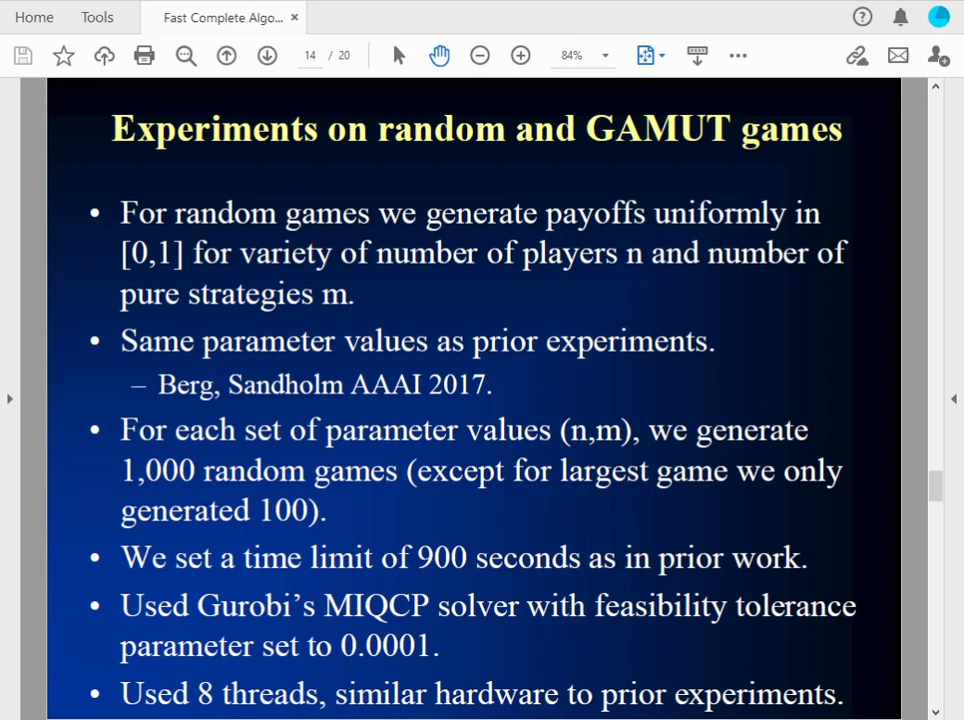 Home Tools Fast Complete Algo... ×
14 / 20 84%
Experiments on random and GAMUT games
• For random games we generate payoffs uniformly in
[0,1] for variety of number of players n and number of
pure strategies m.
• Same parameter values as prior experiments.
– Berg, Sandholm AAAI 2017.
• For each set of parameter values (n,m), we generate
1,000 random games (except for largest game we only
generated 100).
• We set a time limit of 900 seconds as in prior work.
• Used Gurobi’s MIQCP solver with feasibility tolerance
parameter set to 0.0001.
• Used 8 threads, similar hardware to prior experiments.